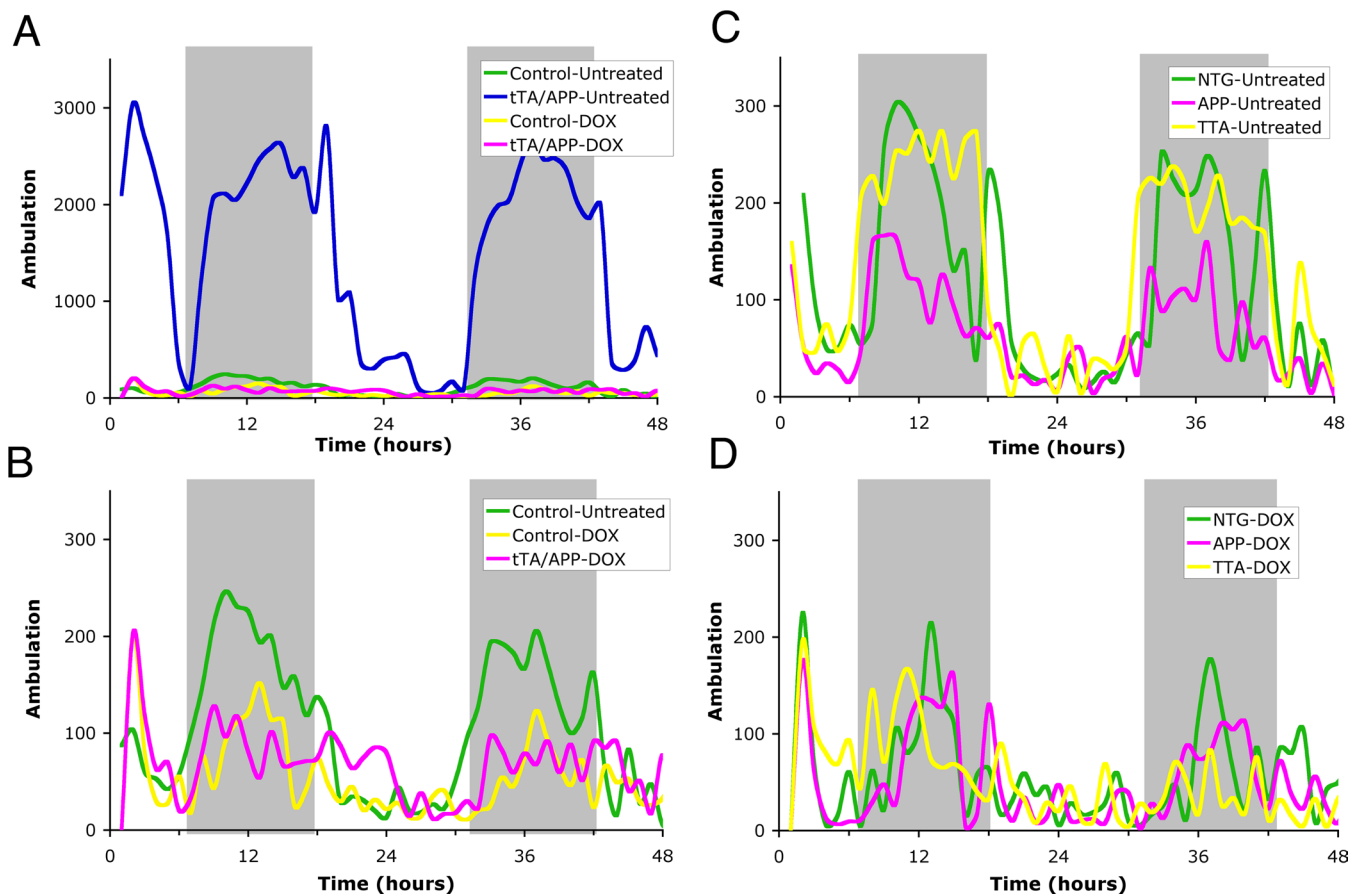 A
Control-Untreated
tTA/APP-Untreated
Control-DOX
tTA/APP-DOX
3000
2000
1000
0
Ambulation
0 12 24 36 48
Time (hours)
C
NTG-Untreated
APP-Untreated
TTA-Untreated
300
200
100
0
Ambulation
0 12 24 36 48
Time (hours)
B
Control-Untreated
Control-DOX
tTA/APP-DOX
300
200
100
0
Ambulation
0 12 24 36 48
Time (hours)
D
NTG-DOX
APP-DOX
TTA-DOX
300
200
100
0
Ambulation
0 12 24 36 48
Time (hours)